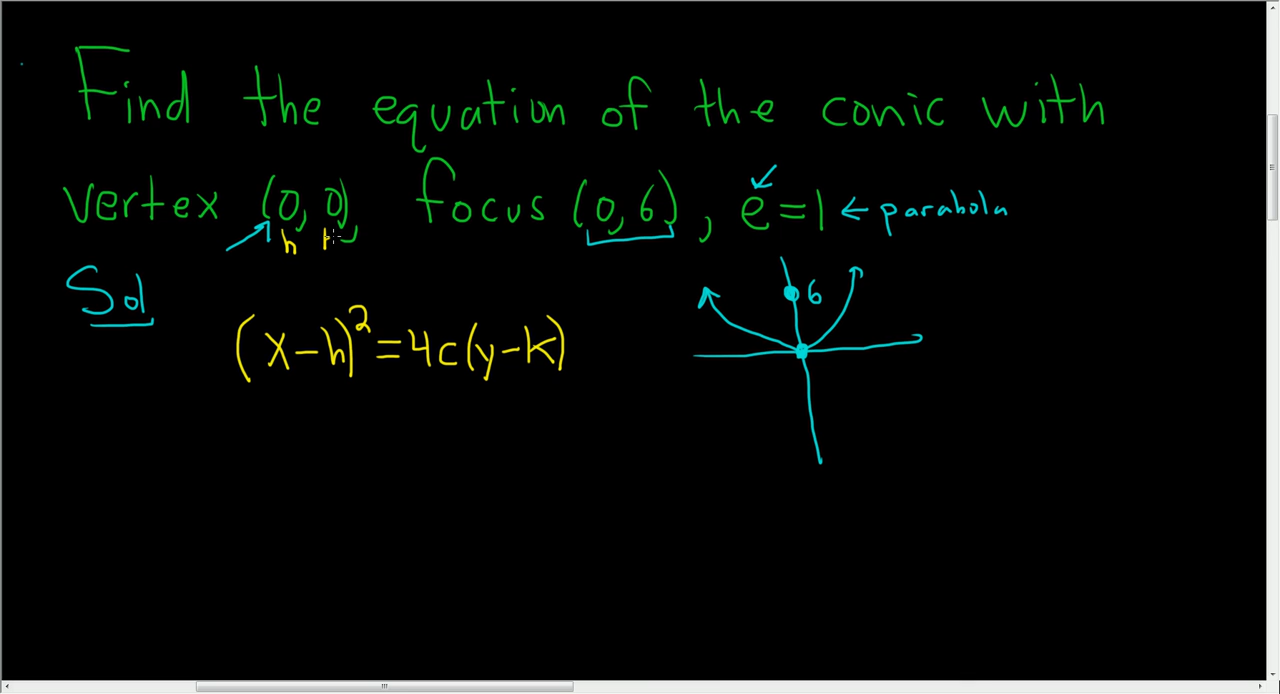 Find the equation of the conic with
vertex (0,0), focus (0,6), e=1 ← parabola
h
Sol
6
(x-h)²=4c(y-k)